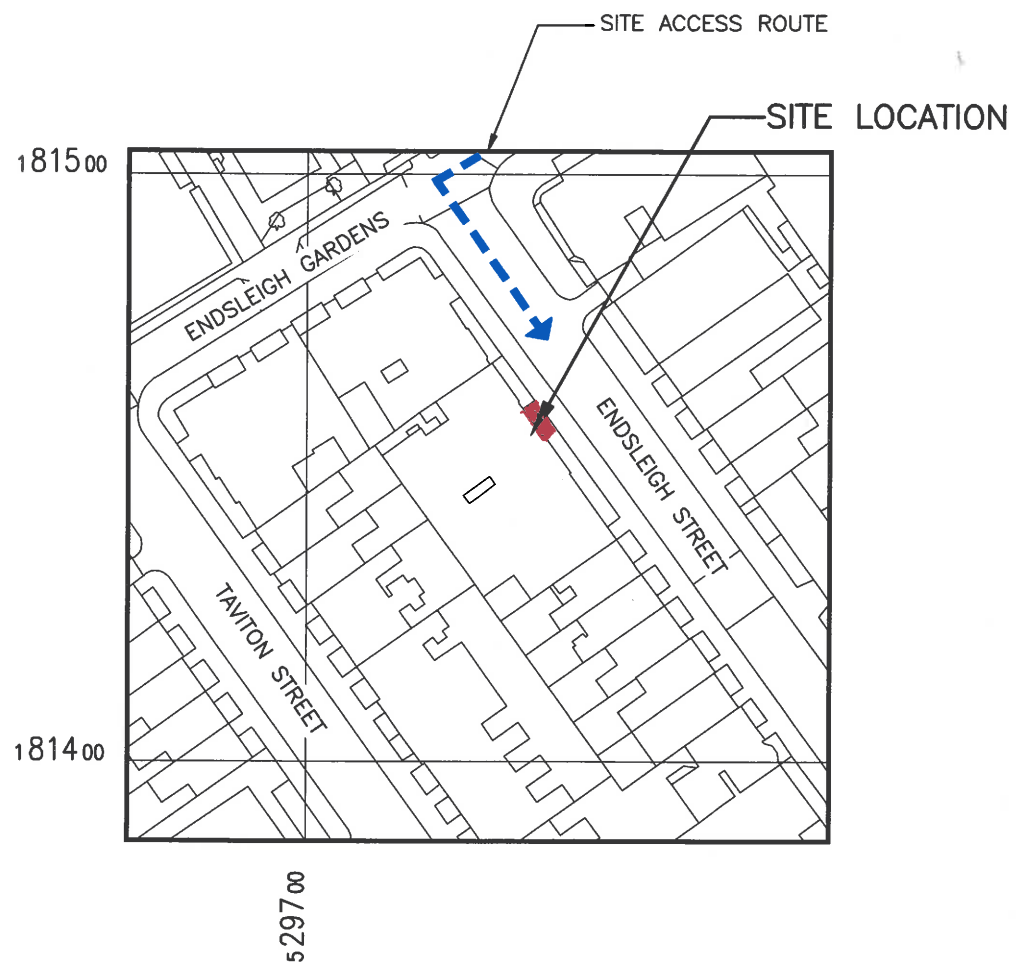 SITE ACCESS ROUTE
SITE LOCATION
181500
ENDSLEIGH GARDENS
ENDSLEIGH STREET
TAVITON STREET
181400
529700